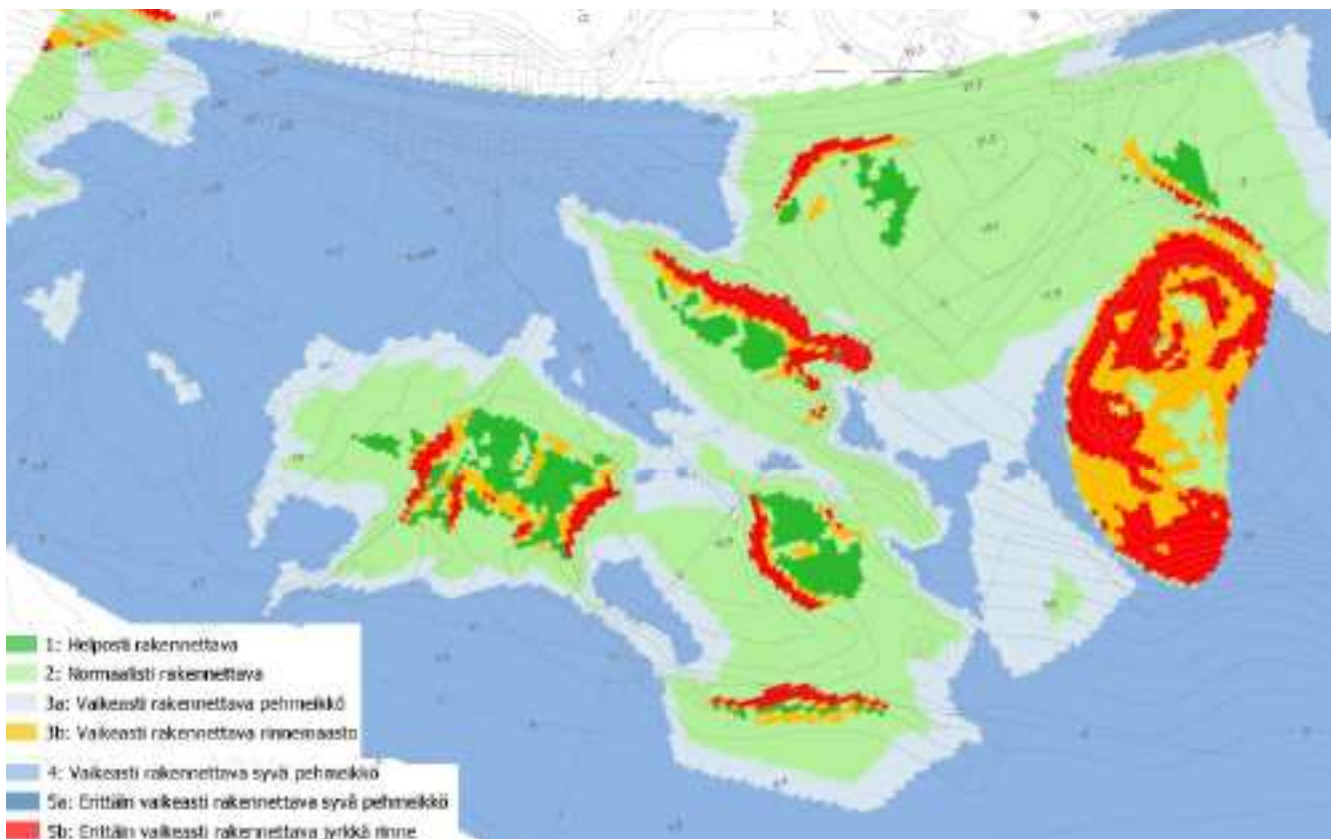 1: Helposti rakennettava
2: Normaalisti rakennettava
3a: Vaikeasti rakennettava pehmeikkö
3b: Vaikeasti rakennettava rinnemaasto
4: Vaikeasti rakennettava syvä pehmeikkö
5a: Erittäin vaikeasti rakennettava syvä pehmeikkö
5b: Erittäin vaikeasti rakennettava jyrkkä rinne